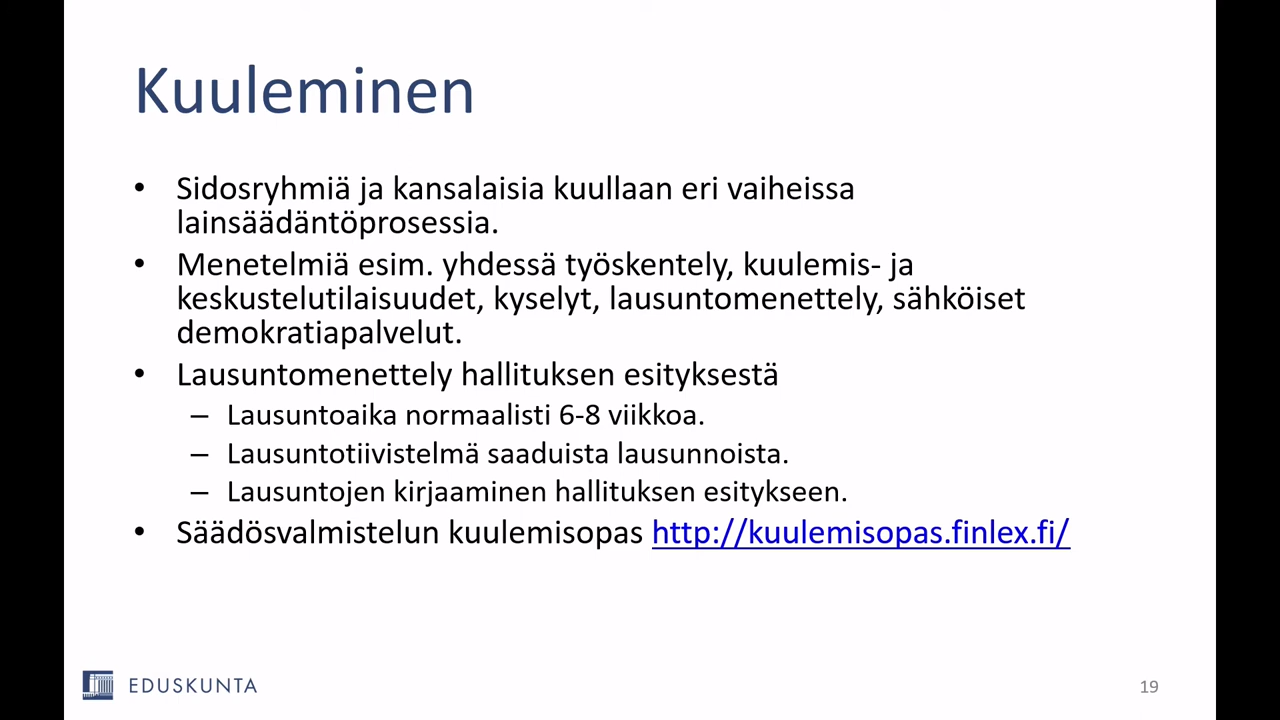 Kuuleminen
• Sidosryhmiä ja kansalaisia kuullaan eri vaiheissa
lainsäädäntöprosessia.
• Menetelmiä esim. yhdessä työskentely, kuulemis- ja
keskustelutilaisuudet, kyselyt, lausuntomenettely, sähköiset
demokratiapalvelut.
• Lausuntomenettely hallituksen esityksestä
– Lausuntoaika normaalisti 6-8 viikkoa.
– Lausuntotiivistelmä saaduista lausunnoista.
– Lausuntojen kirjaaminen hallituksen esitykseen.
• Säädösvalmistelun kuulemisopas http://kuulemisopas.finlex.fi/
EDUSKUNTA
19